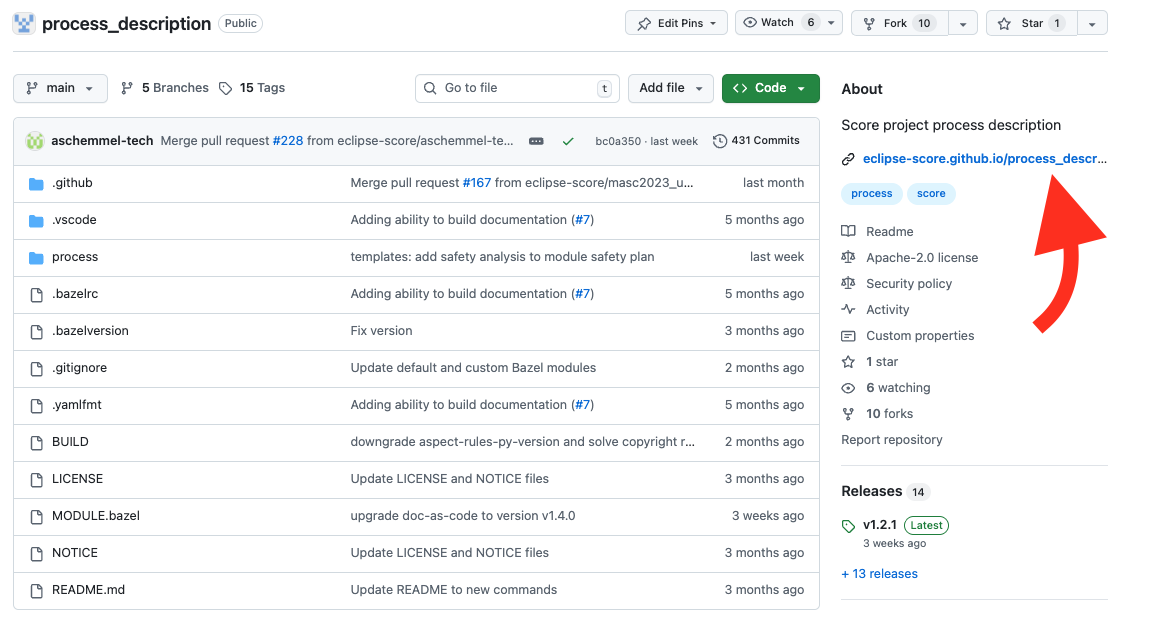 process_description Public Edit Pins Watch 6 Fork 10 Star 1
main 5 Branches 15 Tags Go to file t Add file Code
aschemmel-tech Merge pull request #228 from eclipse-score/aschemmel-te... bc0a350 · last week 431 Commits
.github Merge pull request #167 from eclipse-score/masc2023_u... last month
.vscode Adding ability to build documentation (#7) 5 months ago
process templates: add safety analysis to module safety plan last week
.bazelrc Adding ability to build documentation (#7) 5 months ago
.bazelversion Fix version 3 months ago
.gitignore Update default and custom Bazel modules 2 months ago
.yamlfmt Adding ability to build documentation (#7) 5 months ago
BUILD downgrade aspect-rules-py-version and solve copyright r... 2 months ago
LICENSE Update LICENSE and NOTICE files 3 months ago
MODULE.bazel upgrade doc-as-code to version v1.4.0 3 weeks ago
NOTICE Update LICENSE and NOTICE files 3 months ago
README.md Update README to new commands 3 months ago
About
Score project process description
eclipse-score.github.io/process_descr...
process score
Readme
Apache-2.0 license
Security policy
Activity
Custom properties
1 star
6 watching
10 forks
Report repository
Releases 14
v1.2.1 Latest
3 weeks ago
+ 13 releases